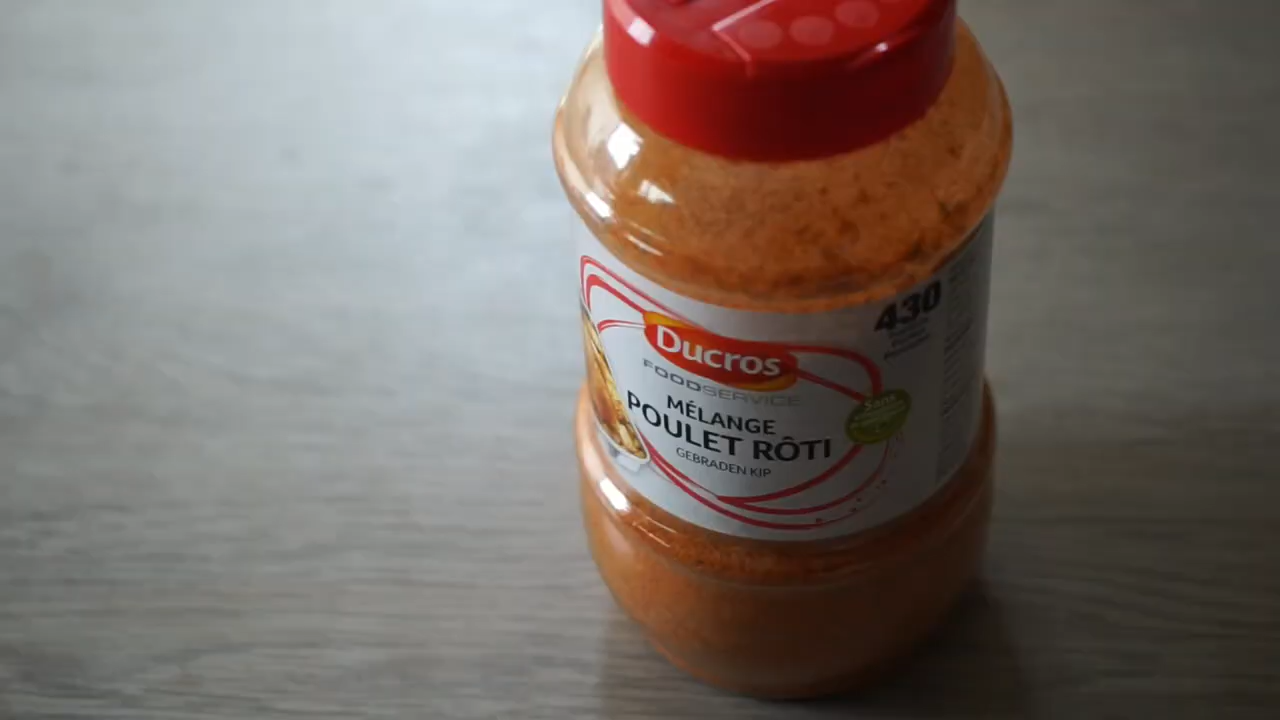 430
Ducros
FOODSERVICE
MÉLANGE
POULET RÔTI
GEBRADEN KIP
Sans